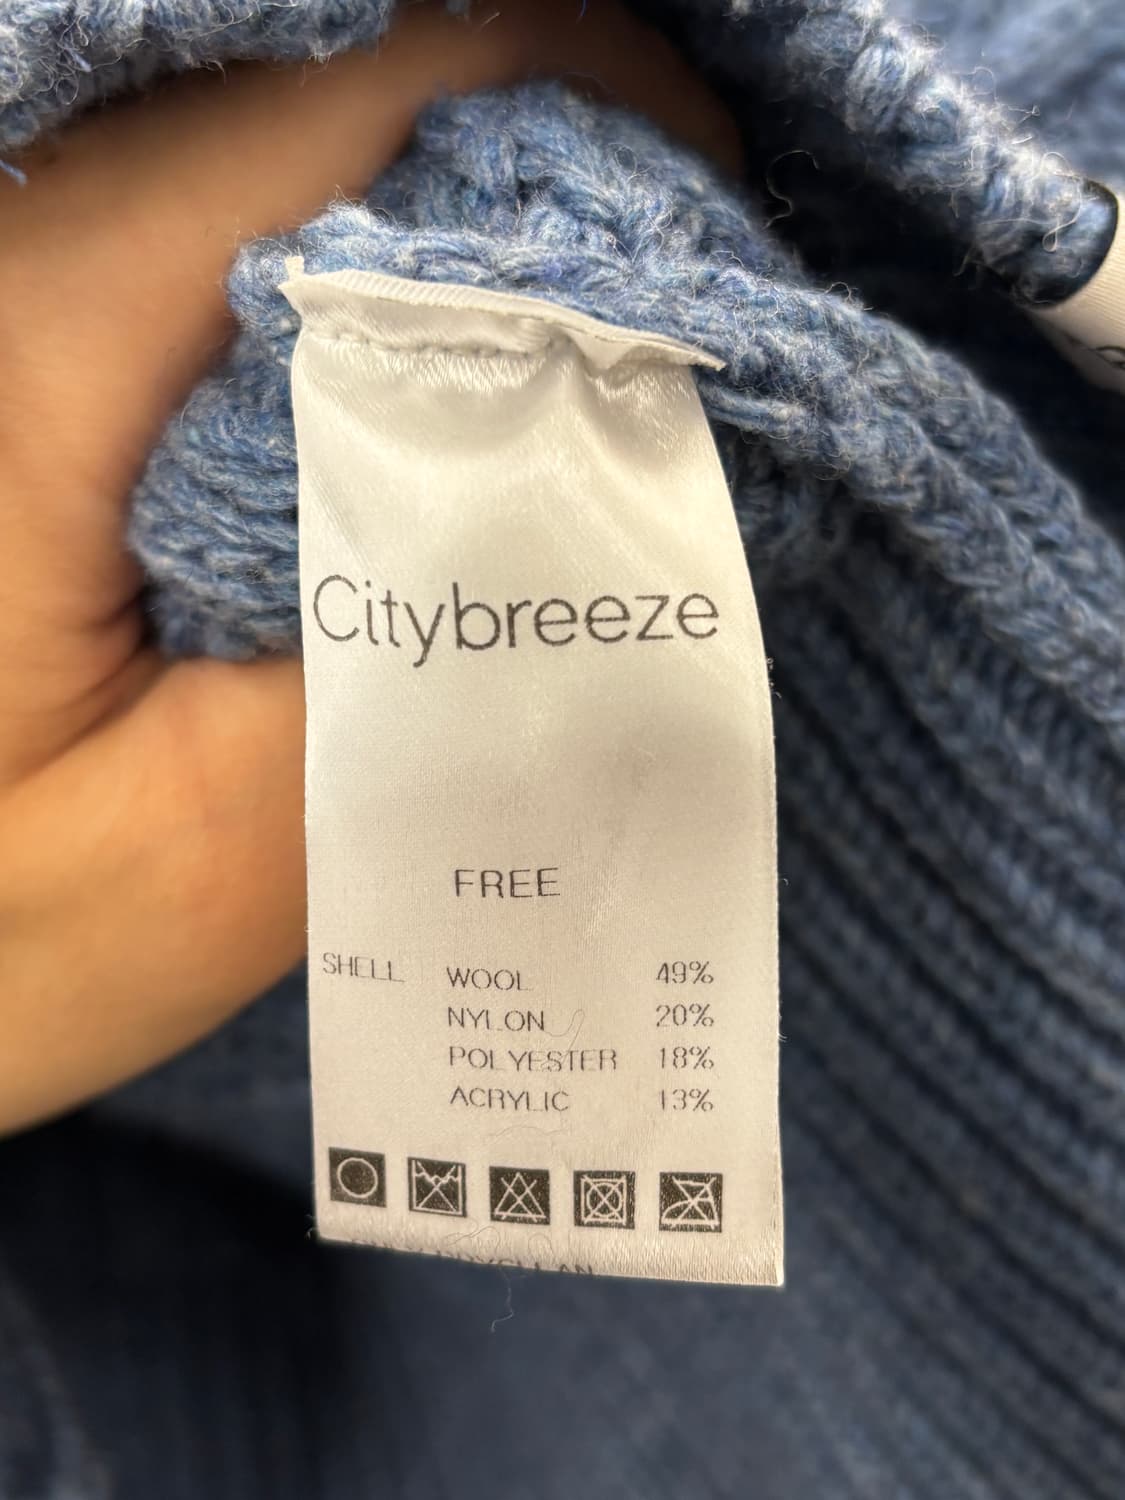 Citybreeze
FREE
SHELL WOOL 49%
NYLON 20%
POLYESTER 18%
ACRYLIC 13%